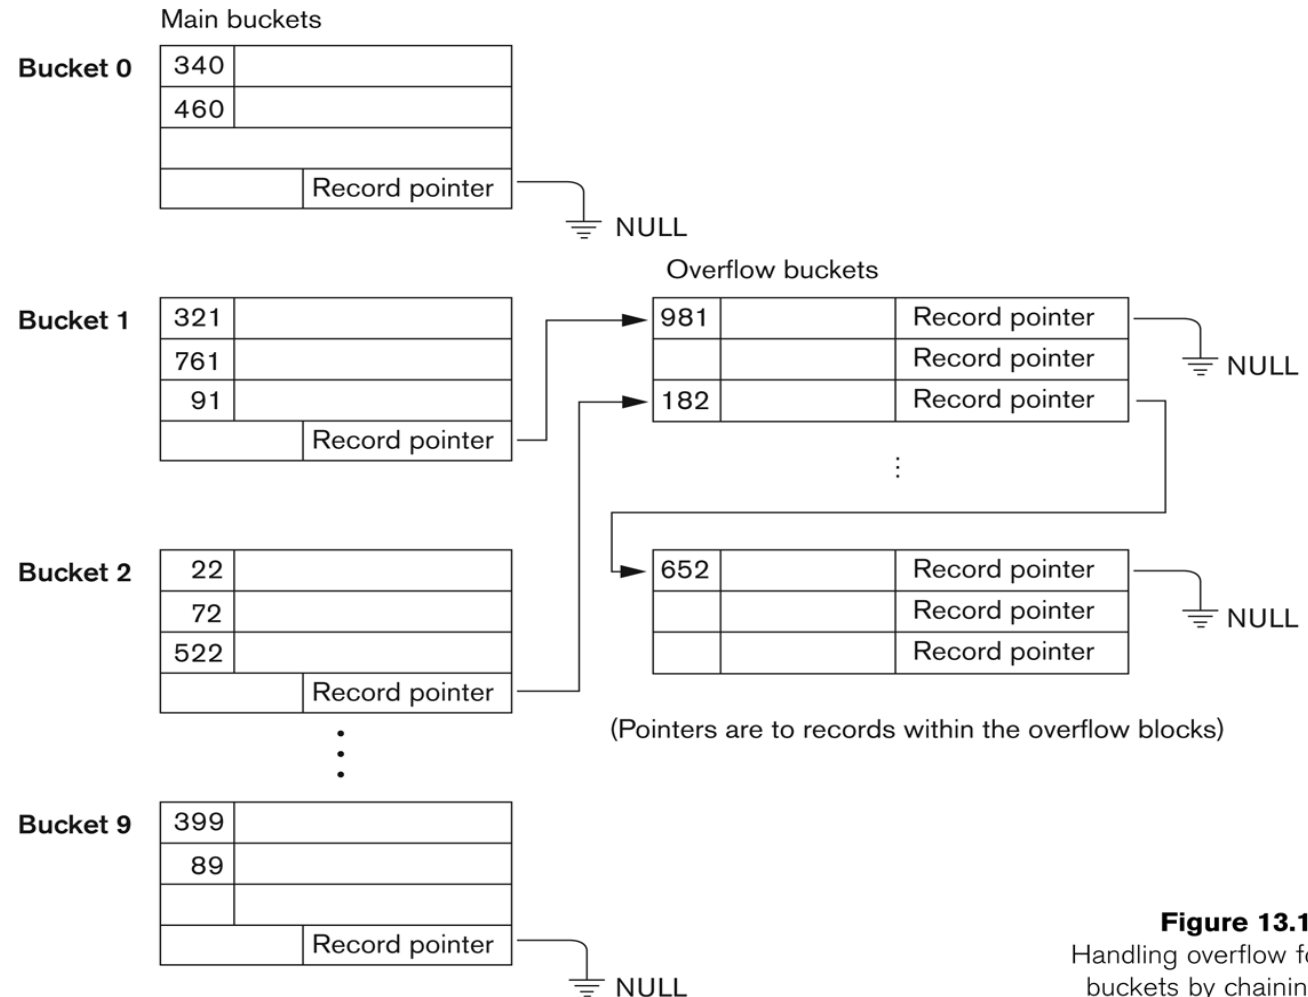 Main buckets
Bucket 0
340
460
Record pointer
NULL
Overflow buckets
Bucket 1
321
761
91
Record pointer
981 Record pointer
Record pointer
182 Record pointer
NULL
Bucket 2
22
72
522
Record pointer
652 Record pointer
Record pointer
Record pointer
NULL
(Pointers are to records within the overflow blocks)
Bucket 9
399
89
Record pointer
NULL
Figure 13.1
Handling overflow fo
buckets by chainin